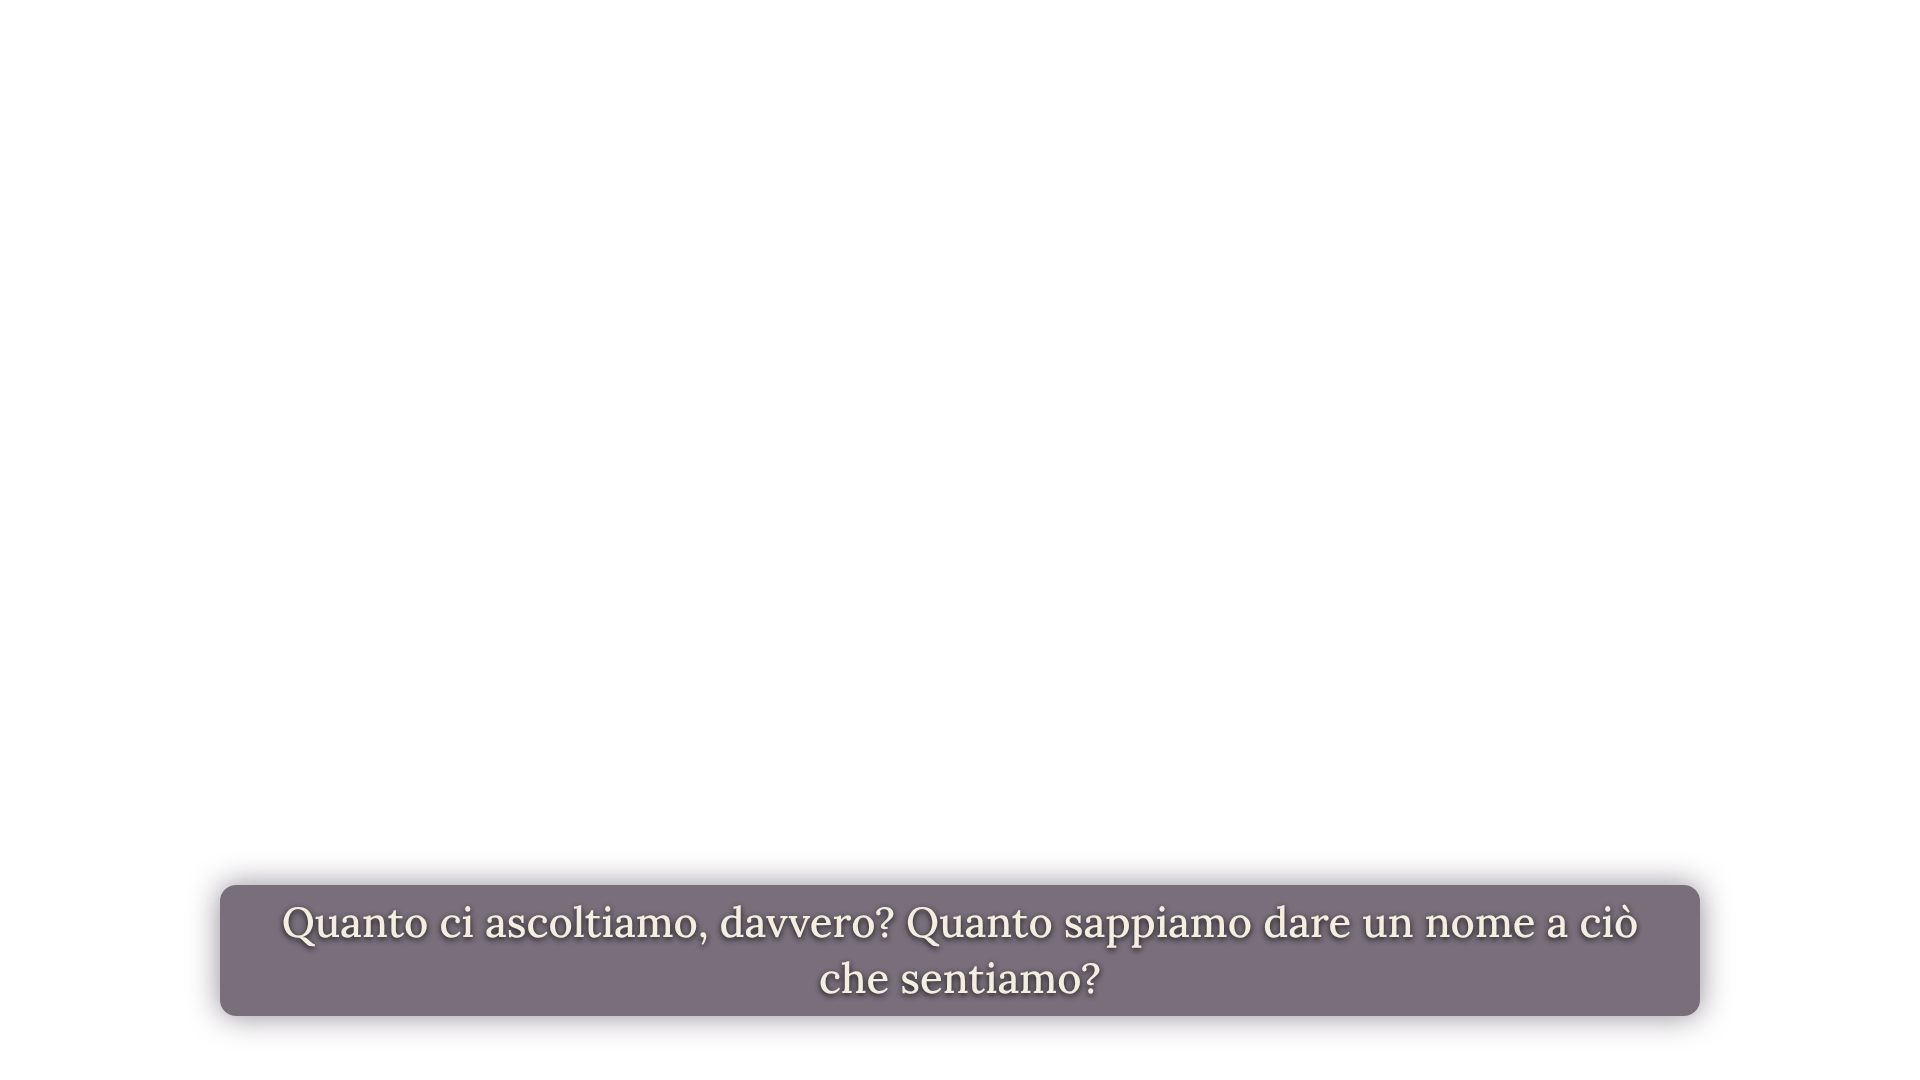 Quanto ci ascoltiamo, davvero? Quanto sappiamo dare un nome a ciò
che sentiamo?